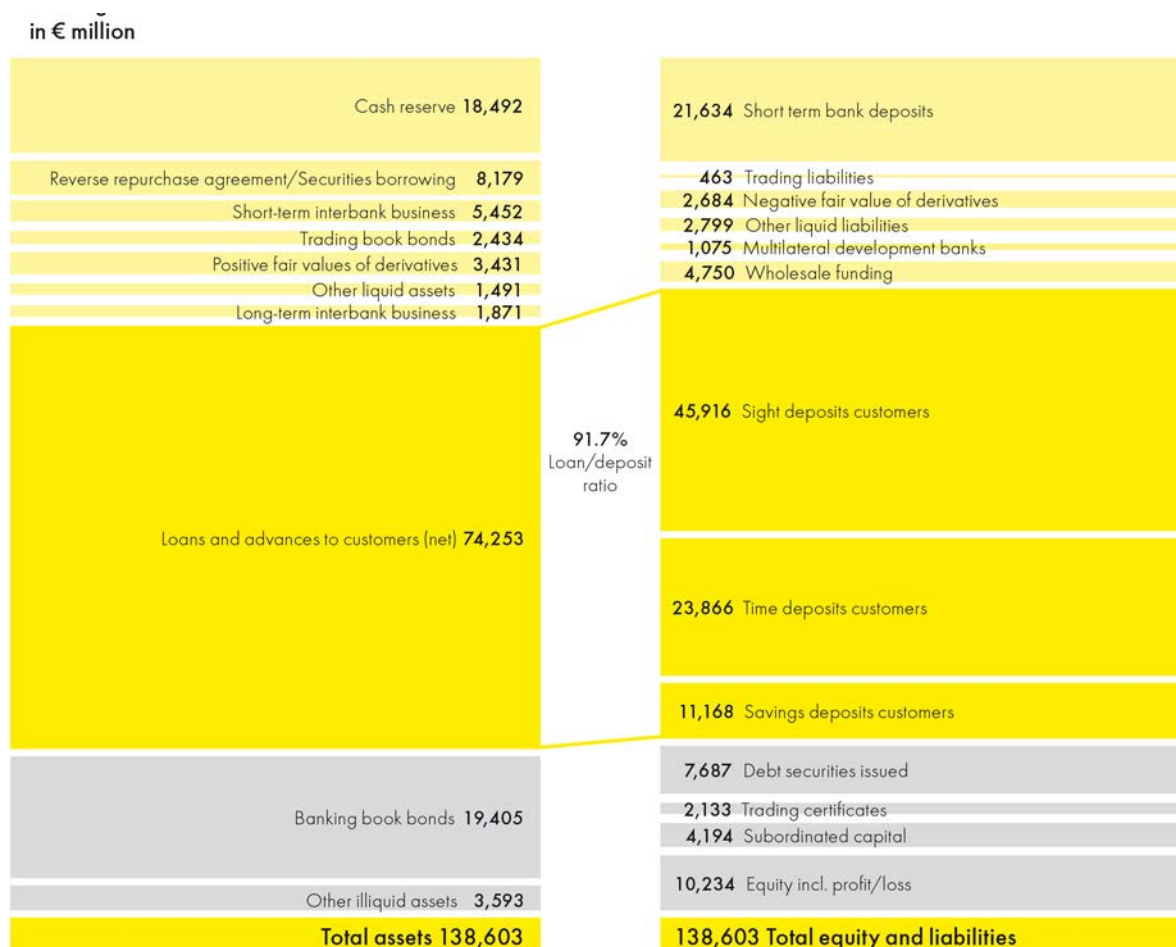 in € million
Cash reserve 18,492
Reverse repurchase agreement/Securities borrowing 8,179
Short-term interbank business 5,452
Trading book bonds 2,434
Positive fair values of derivatives 3,431
Other liquid assets 1,491
Long-term interbank business 1,871
Loans and advances to customers (net) 74,253
Banking book bonds 19,405
Other illiquid assets 3,593
Total assets 138,603
91.7%
Loan/deposit
ratio
21,634 Short term bank deposits
463 Trading liabilities
2,684 Negative fair value of derivatives
2,799 Other liquid liabilities
1,075 Multilateral development banks
4,750 Wholesale funding
45,916 Sight deposits customers
23,866 Time deposits customers
11,168 Savings deposits customers
7,687 Debt securities issued
2,133 Trading certificates
4,194 Subordinated capital
10,234 Equity incl. profit/loss
138,603 Total equity and liabilities